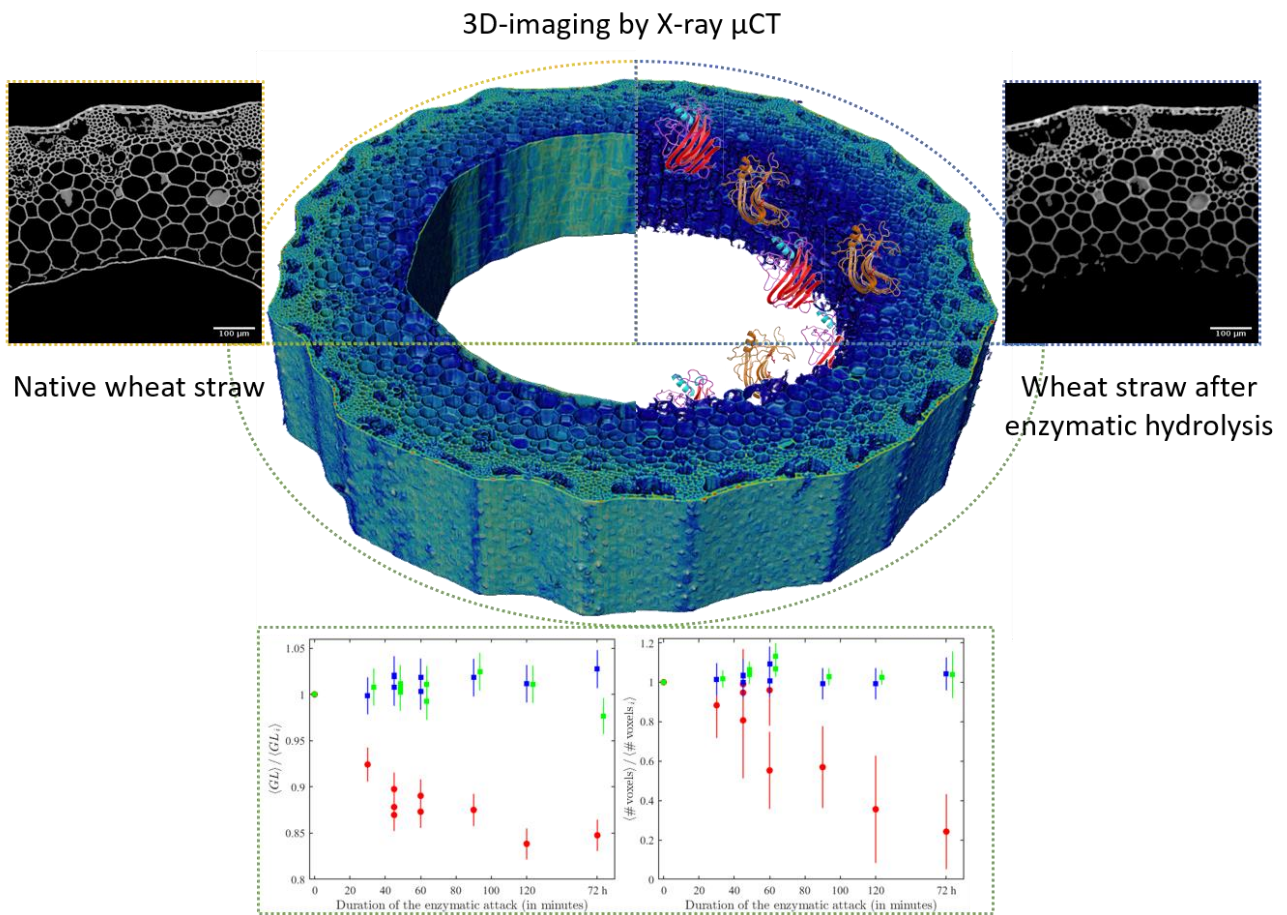 3D-imaging by X-ray µCT
100 µm
100 µm
Native wheat straw
Wheat straw after
enzymatic hydrolysis
1.05
1
0.95
0.9
0.85
0.8
⟨GL⟩ / ⟨GL i⟩
0 20 40 60 80 100 120 72 h
Duration of the enzymatic attack (in minutes)
1.2
1
0.8
0.6
0.4
0.2
0
⟨# voxels⟩ / ⟨# voxels i⟩
0 20 40 60 80 100 120 72 h
Duration of the enzymatic attack (in minutes)